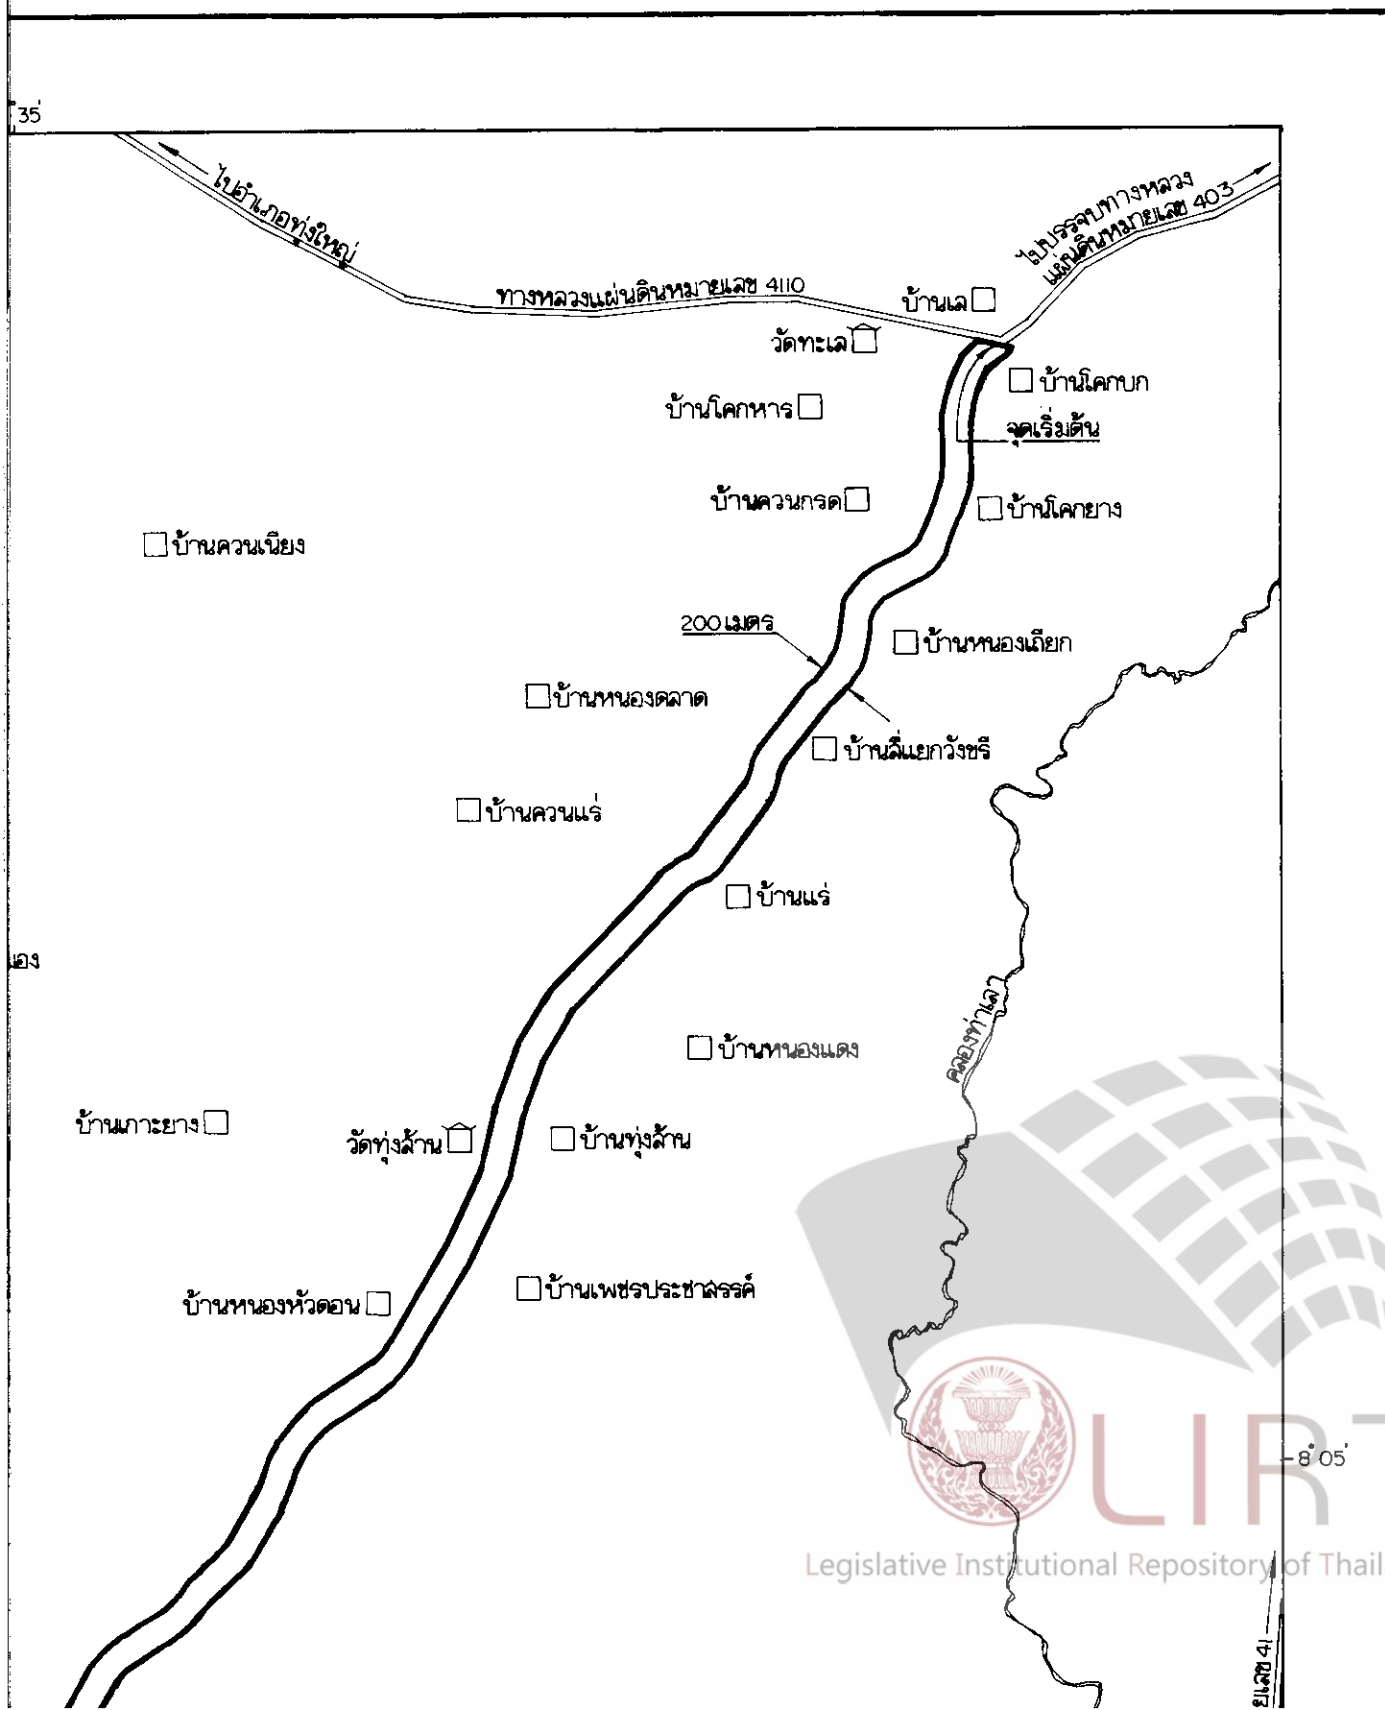 35'
ไปอำเภอทุ่งใหญ่
ทางหลวงแผ่นดินหมายเลข 4110
ไปบรรจบทางหลวง
แผ่นดินหมายเลข 403
บ้านเล
วัดทะเล
บ้านโคกบก
บ้านโคกหาร
จุดเริ่มต้น
บ้านควนกรด
บ้านโคกยาง
บ้านควนเนียง
200 เมตร
บ้านหนองเถียก
บ้านหนองตลาด
บ้านสี่แยกวังชรี
บ้านควนแร่
บ้านแร่
คลองท่าเลา
บ้านหนองแดง
บ้านเกาะยาง
วัดทุ่งส้าน
บ้านทุ่งส้าน
บ้านเพชรประชาสรรค์
บ้านหนองหัวดอน
8°05'
LIRT
Legislative Institutional Repository of Thail
ยเลข 41